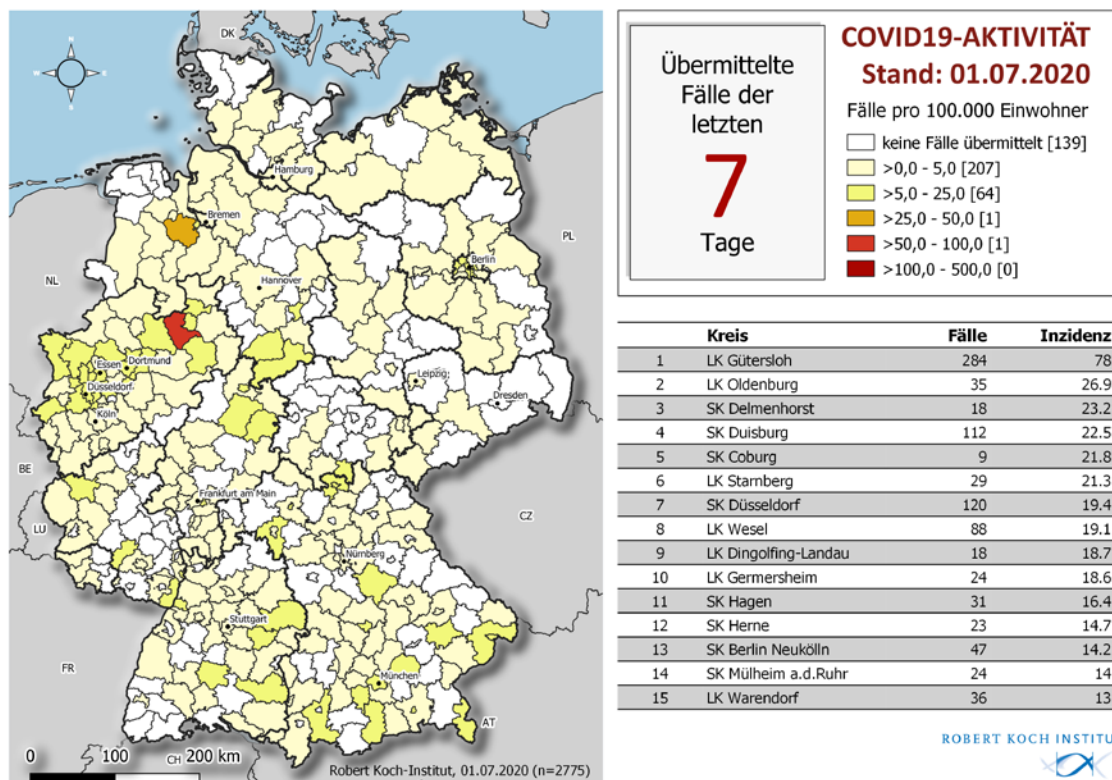 DK
PL
NL
BE
LU
CZ
FR
AT
CH
N
Hamburg
Bremen
Berlin
Hannover
Essen
Dortmund
Düsseldorf
Köln
Leipzig
Dresden
Frankfurt am Main
Nürnberg
Stuttgart
München
0 100 200 km
Robert Koch-Institut, 01.07.2020 (n=2775)
Übermittelte
Fälle der
letzten
7
Tage
COVID19-AKTIVITÄT
Stand: 01.07.2020
Fälle pro 100.000 Einwohner
keine Fälle übermittelt [139]
>0,0 - 5,0 [207]
>5,0 - 25,0 [64]
>25,0 - 50,0 [1]
>50,0 - 100,0 [1]
>100,0 - 500,0 [0]
Kreis Fälle Inzidenz
1 LK Gütersloh 284 78
2 LK Oldenburg 35 26.9
3 SK Delmenhorst 18 23.2
4 SK Duisburg 112 22.5
5 SK Coburg 9 21.8
6 LK Starnberg 29 21.3
7 SK Düsseldorf 120 19.4
8 LK Wesel 88 19.1
9 LK Dingolfing-Landau 18 18.7
10 LK Germersheim 24 18.6
11 SK Hagen 31 16.4
12 SK Herne 23 14.7
13 SK Berlin Neukölln 47 14.2
14 SK Mülheim a.d.Ruhr 24 14
15 LK Warendorf 36 13
ROBERT KOCH INSTITU